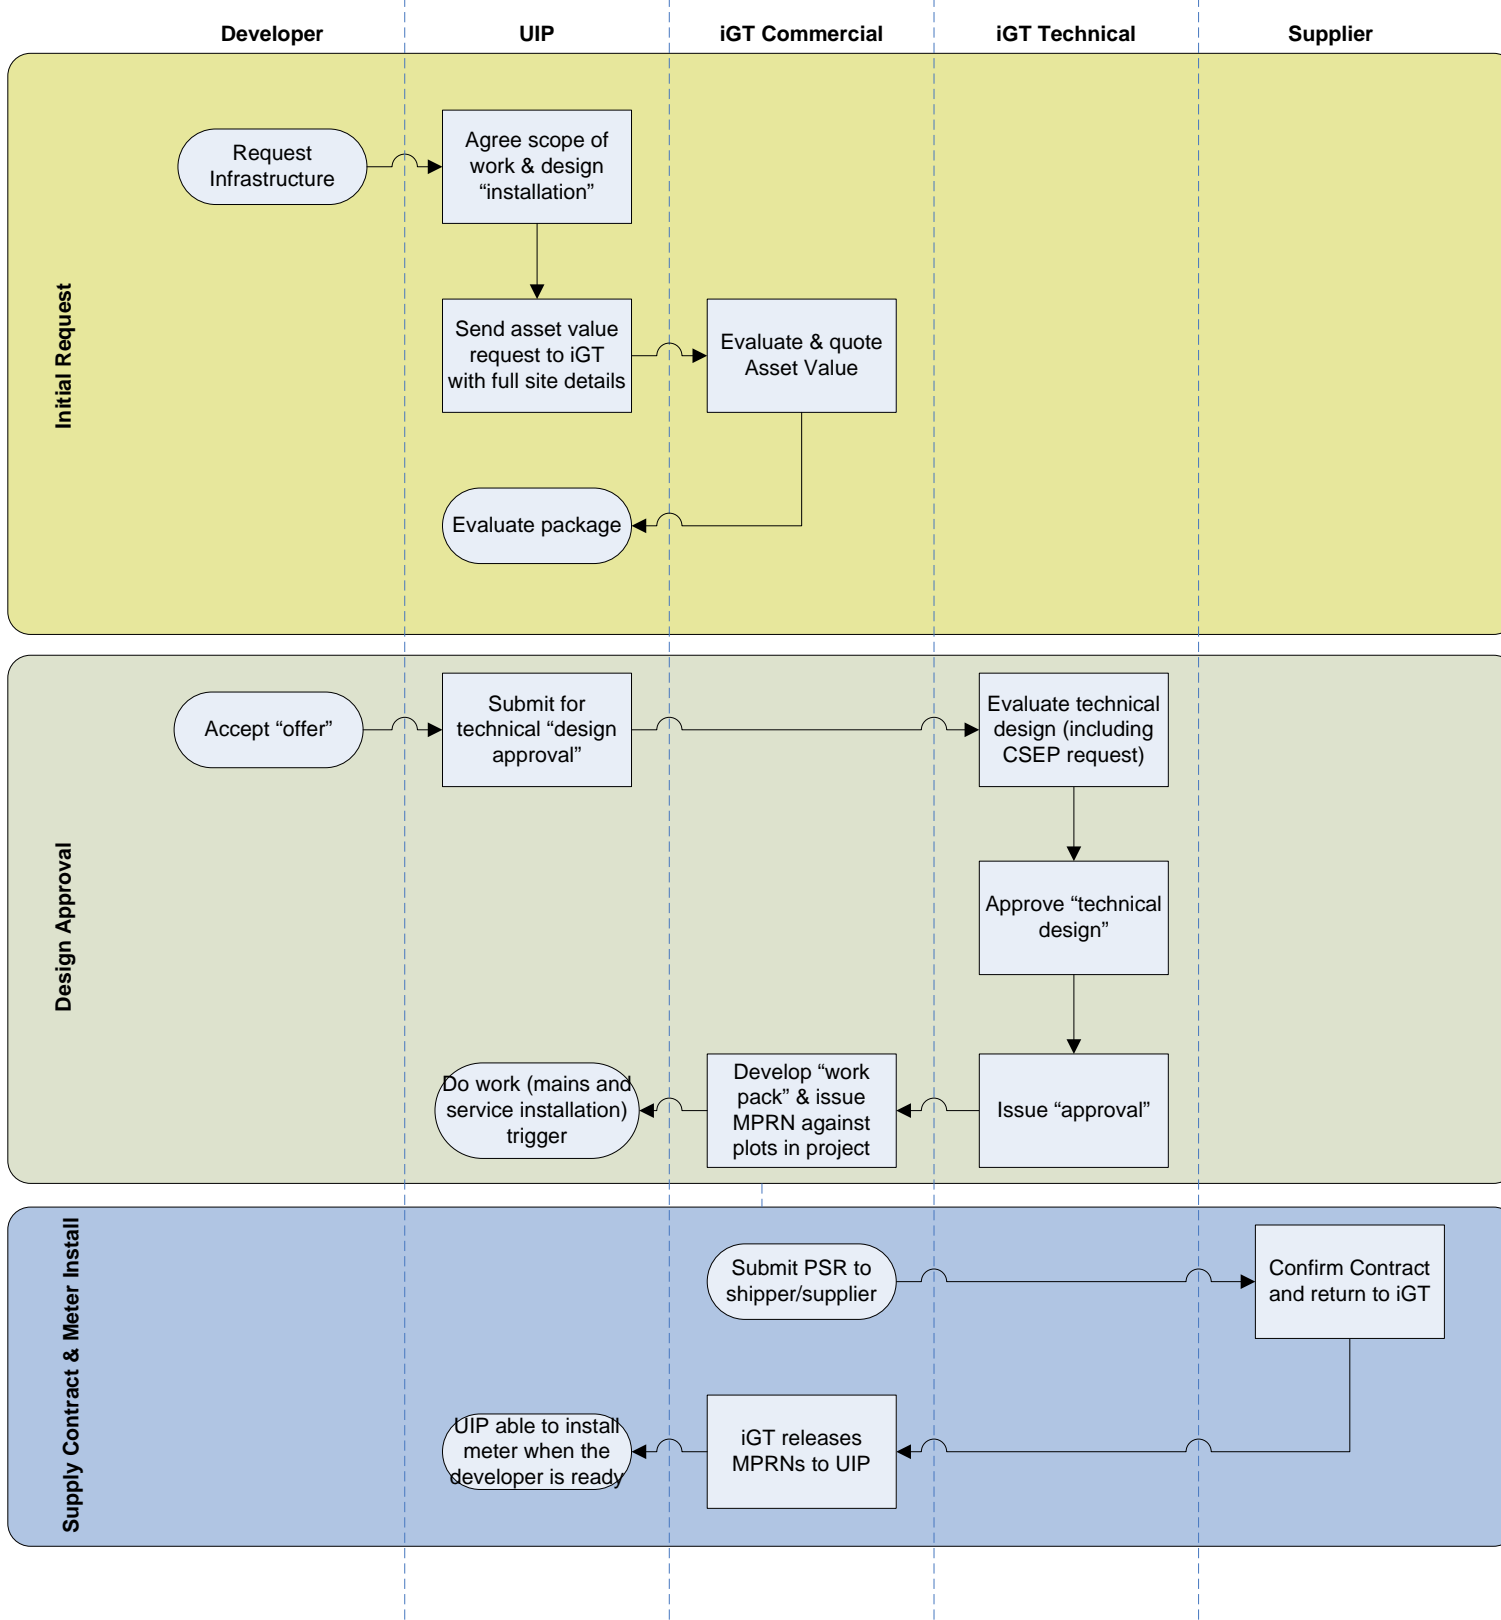 Developer
UIP
iGT Commercial
iGT Technical
Supplier
Initial Request
Request
Infrastructure
Agree scope of
work & design
“installation”
Send asset value
request to iGT
with full site details
Evaluate & quote
Asset Value
Evaluate package
Design Approval
Accept “offer”
Submit for
technical “design
approval”
Evaluate technical
design (including
CSEP request)
Approve “technical
design”
Issue “approval”
Develop “work
pack” & issue
MPRN against
plots in project
Do work (mains and
service installation)
trigger
Supply Contract & Meter Install
Submit PSR to
shipper/supplier
Confirm Contract
and return to iGT
iGT releases
MPRNs to UIP
UIP able to install
meter when the
developer is ready